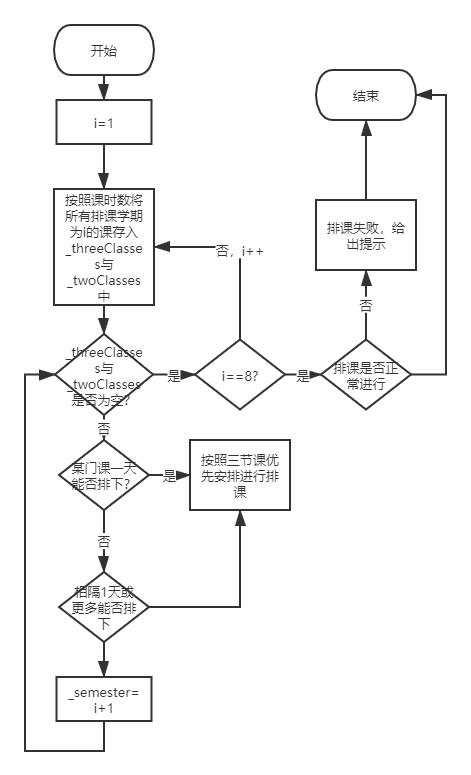 开始
结束
i=1
按照课时数将
所有排课学期
为i的课存入
_threeClasse
s与
_twoClasses
中
排课失败，给
出提示
否，i++
否
_threeClasse
s与
_twoClasses
是否为空?
是
i==8?
是
排课是否正
常进行
否
某门课一天
能否排下?
是
按照三节课优
先安排进行排
课
否
相隔1天或
更多能否排
下
_semester=
i+1